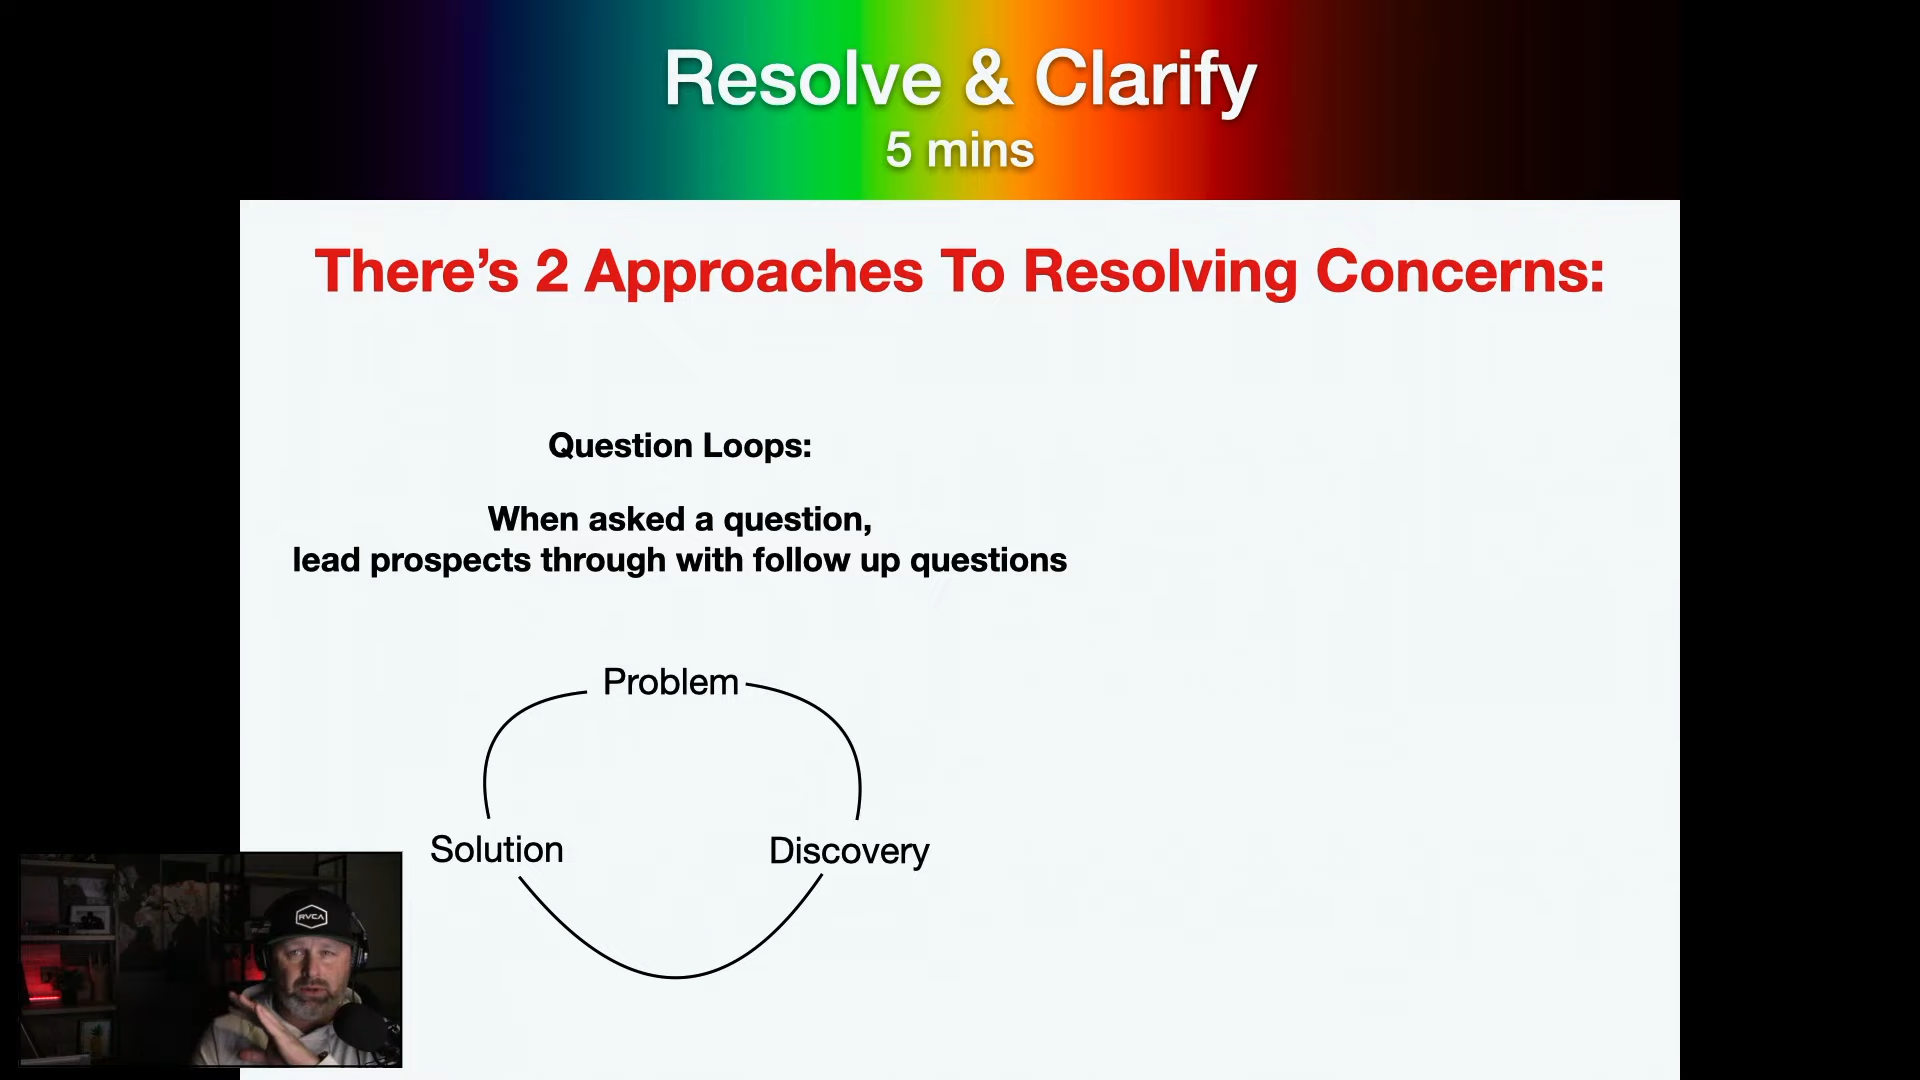 Resolve & Clarify
5 mins
There’s 2 Approaches To Resolving Concerns:
Question Loops:
When asked a question,
lead prospects through with follow up questions
Problem
Solution
Discovery
RVCA